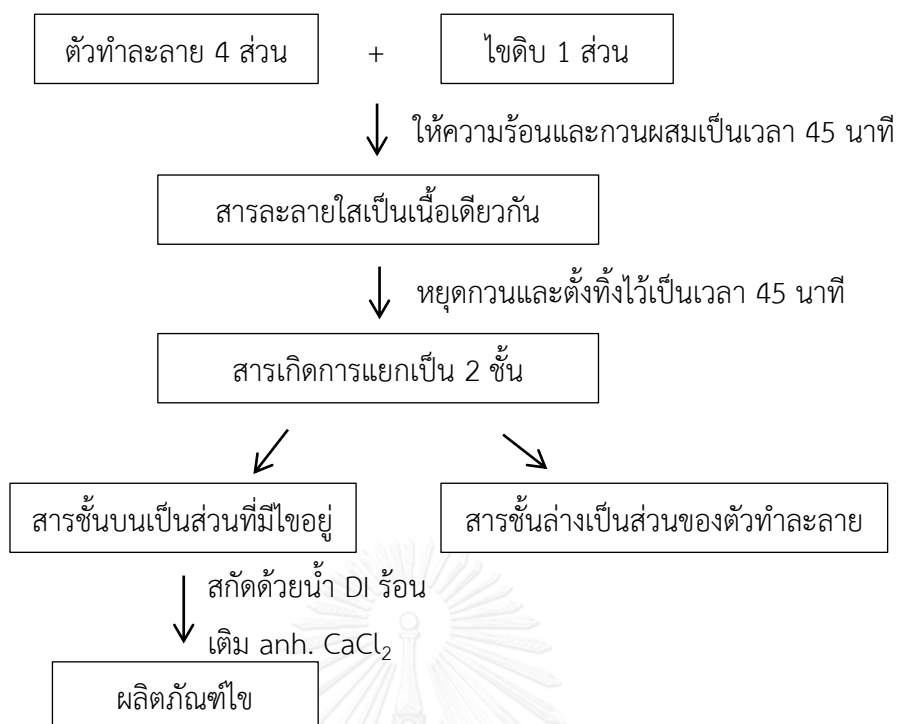 ตัวทำละลาย 4 ส่วน + ไขดิบ 1 ส่วน
ให้ความร้อนและกวนผสมเป็นเวลา 45 นาที
สารละลายใสเป็นเนื้อเดียวกัน
หยุดกวนและตั้งทิ้งไว้เป็นเวลา 45 นาที
สารเกิดการแยกเป็น 2 ชั้น
สารชั้นบนเป็นส่วนที่มีไขอยู่ สารชั้นล่างเป็นส่วนของตัวทำละลาย
สกัดด้วยน้ำ DI ร้อน
เติม anh. CaCl₂
ผลิตภัณฑ์ไข